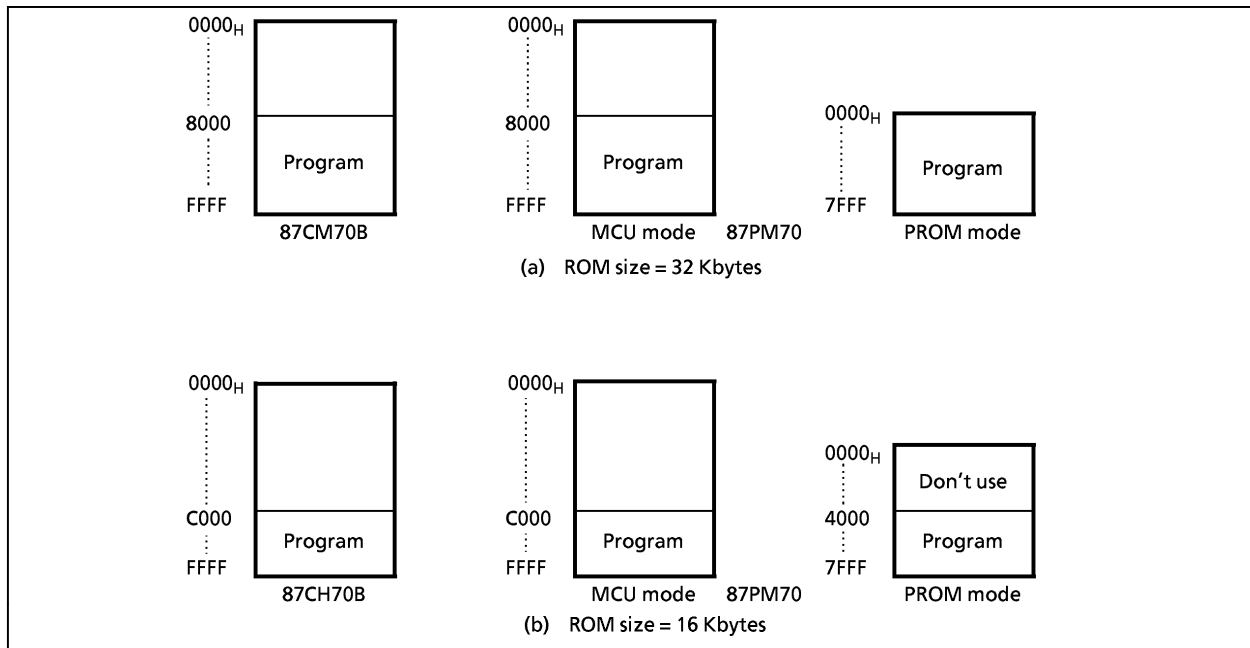 0000H
8000
Program
FFFF
87CM70B
0000H
8000
Program
FFFF
MCU mode 87PM70
0000H
Program
7FFF
PROM mode
(a) ROM size = 32 Kbytes
0000H
C000
Program
FFFF
87CH70B
0000H
C000
Program
FFFF
MCU mode 87PM70
0000H
Don't use
4000
Program
7FFF
PROM mode
(b) ROM size = 16 Kbytes